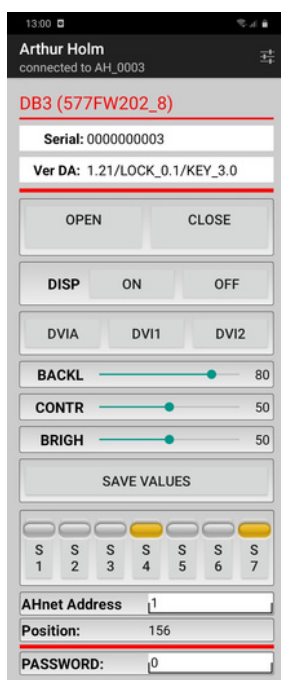 13:00
Arthur Holm
connected to AH_0003
DB3 (577FW202_8)
Serial: 0000000003
Ver DA: 1.21/LOCK_0.1/KEY_3.0
OPEN CLOSE
DISP ON OFF
DVIA DVI1 DVI2
BACKL 80
CONTR 50
BRIGH 50
SAVE VALUES
S S S S S S S
1 2 3 4 5 6 7
AHnet Address 1
Position: 156
PASSWORD: 0